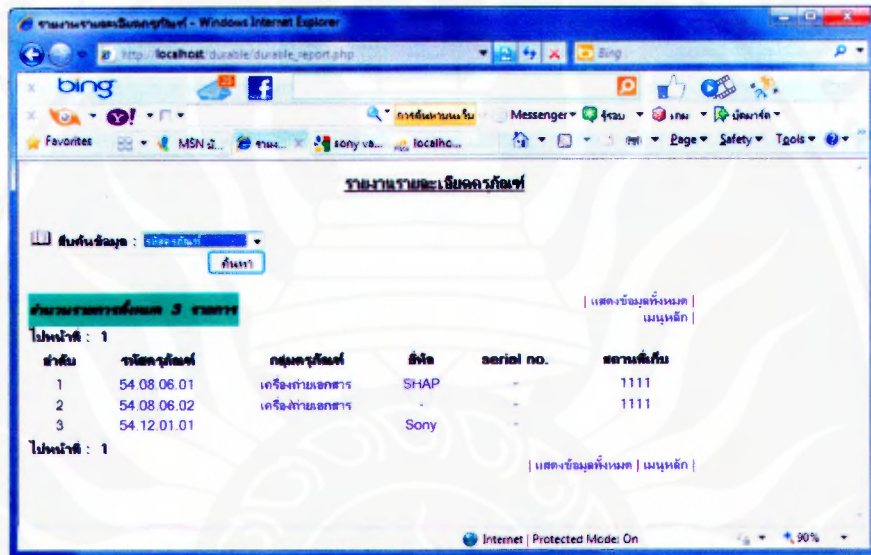 รายงานรายละเอียดครุภัณฑ์ - Windows Internet Explorer
http://localhost/durable/durable_report.php
Bing
bing
Messenger
เกม
Favorites
MSN
sony va...
localho...
Page
Safety
Tools
รายงานรายละเอียดครุภัณฑ์
สืบค้นข้อมูล : รหัสครุภัณฑ์
ค้นหา
จำนวนรายการทั้งหมด 3 รายการ
| แสดงข้อมูลทั้งหมด |
เมนูหลัก |
ไปหน้าที่ : 1
ลำดับ รหัสครุภัณฑ์ กลุ่มครุภัณฑ์ ยี่ห้อ serial no. สถานที่เก็บ
1 54.08.06.01 เครื่องถ่ายเอกสาร SHAP - 1111
2 54.08.06.02 เครื่องถ่ายเอกสาร - - 1111
3 54.12.01.01 Sony -
ไปหน้าที่ : 1
| แสดงข้อมูลทั้งหมด | เมนูหลัก |
Internet | Protected Mode: On
90%